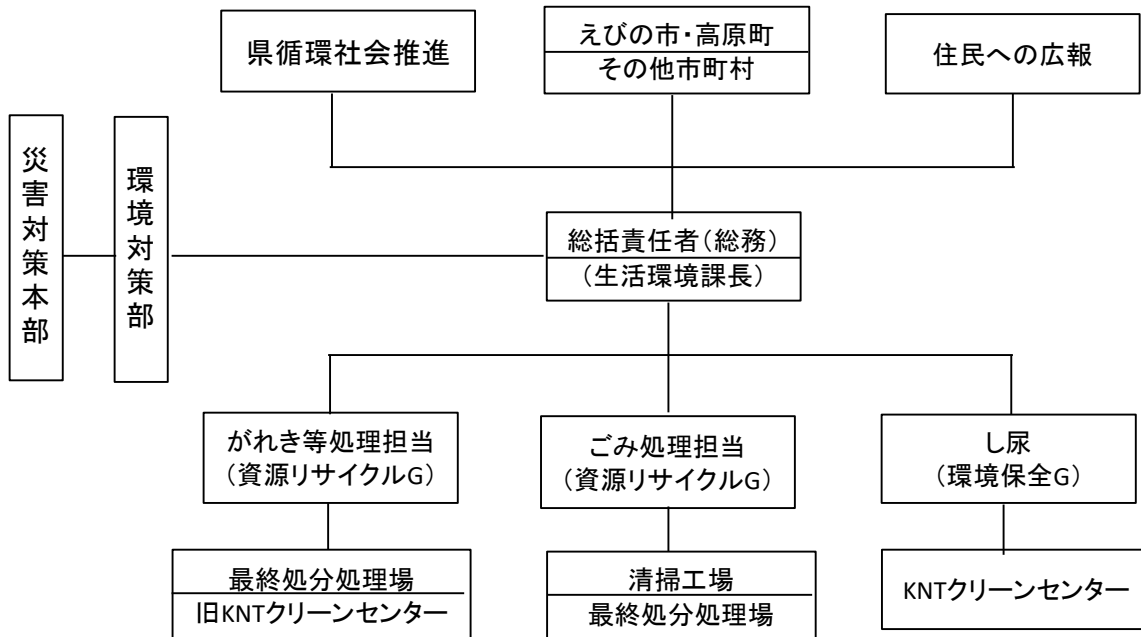 県循環社会推進
えびの市・高原町
その他市町村
住民への広報
災害対策本部
環境対策部
総括責任者(総務)
(生活環境課長)
がれき等処理担当
(資源リサイクルG)
ごみ処理担当
(資源リサイクルG)
し尿
(環境保全G)
最終処分処理場
旧KNTクリーンセンター
清掃工場
最終処分処理場
KNTクリーンセンター